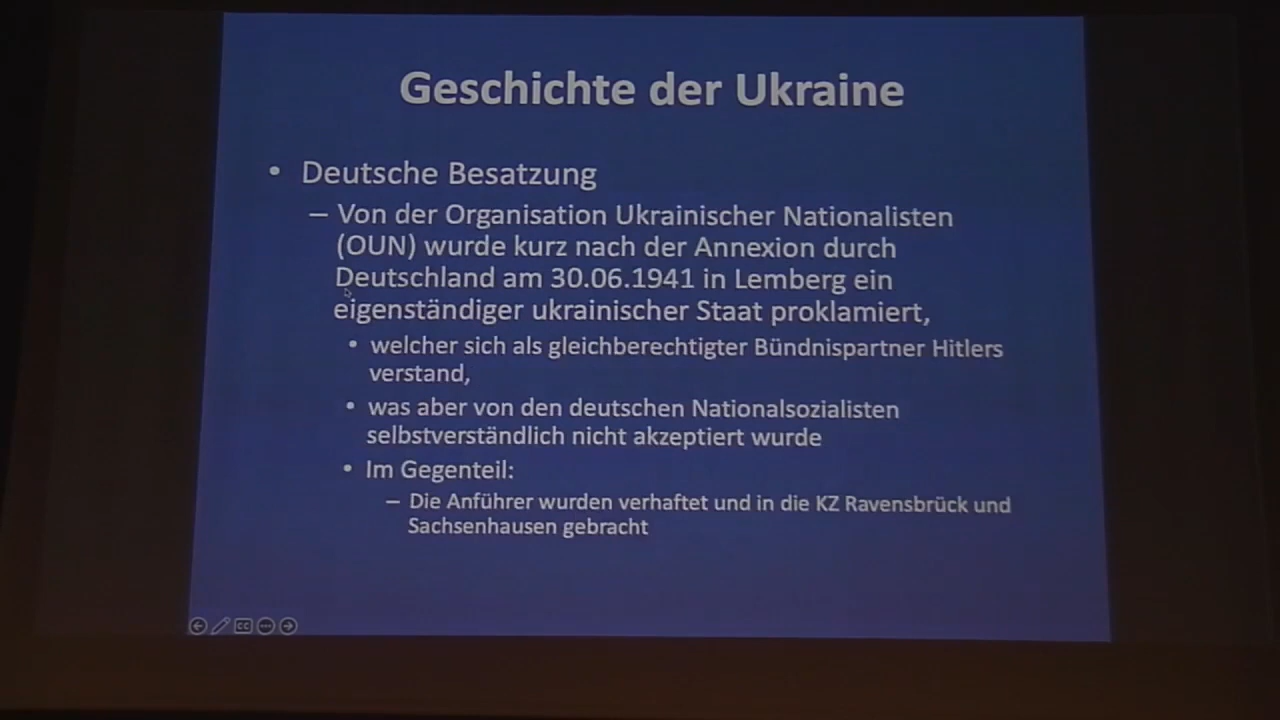 Geschichte der Ukraine
• Deutsche Besatzung
– Von der Organisation Ukrainischer Nationalisten
(OUN) wurde kurz nach der Annexion durch
Deutschland am 30.06.1941 in Lemberg ein
eigenständiger ukrainischer Staat proklamiert,
• welcher sich als gleichberechtigter Bündnispartner Hitlers
verstand,
• was aber von den deutschen Nationalsozialisten
selbstverständlich nicht akzeptiert wurde
• Im Gegenteil:
– Die Anführer wurden verhaftet und in die KZ Ravensbrück und
Sachsenhausen gebracht
CC